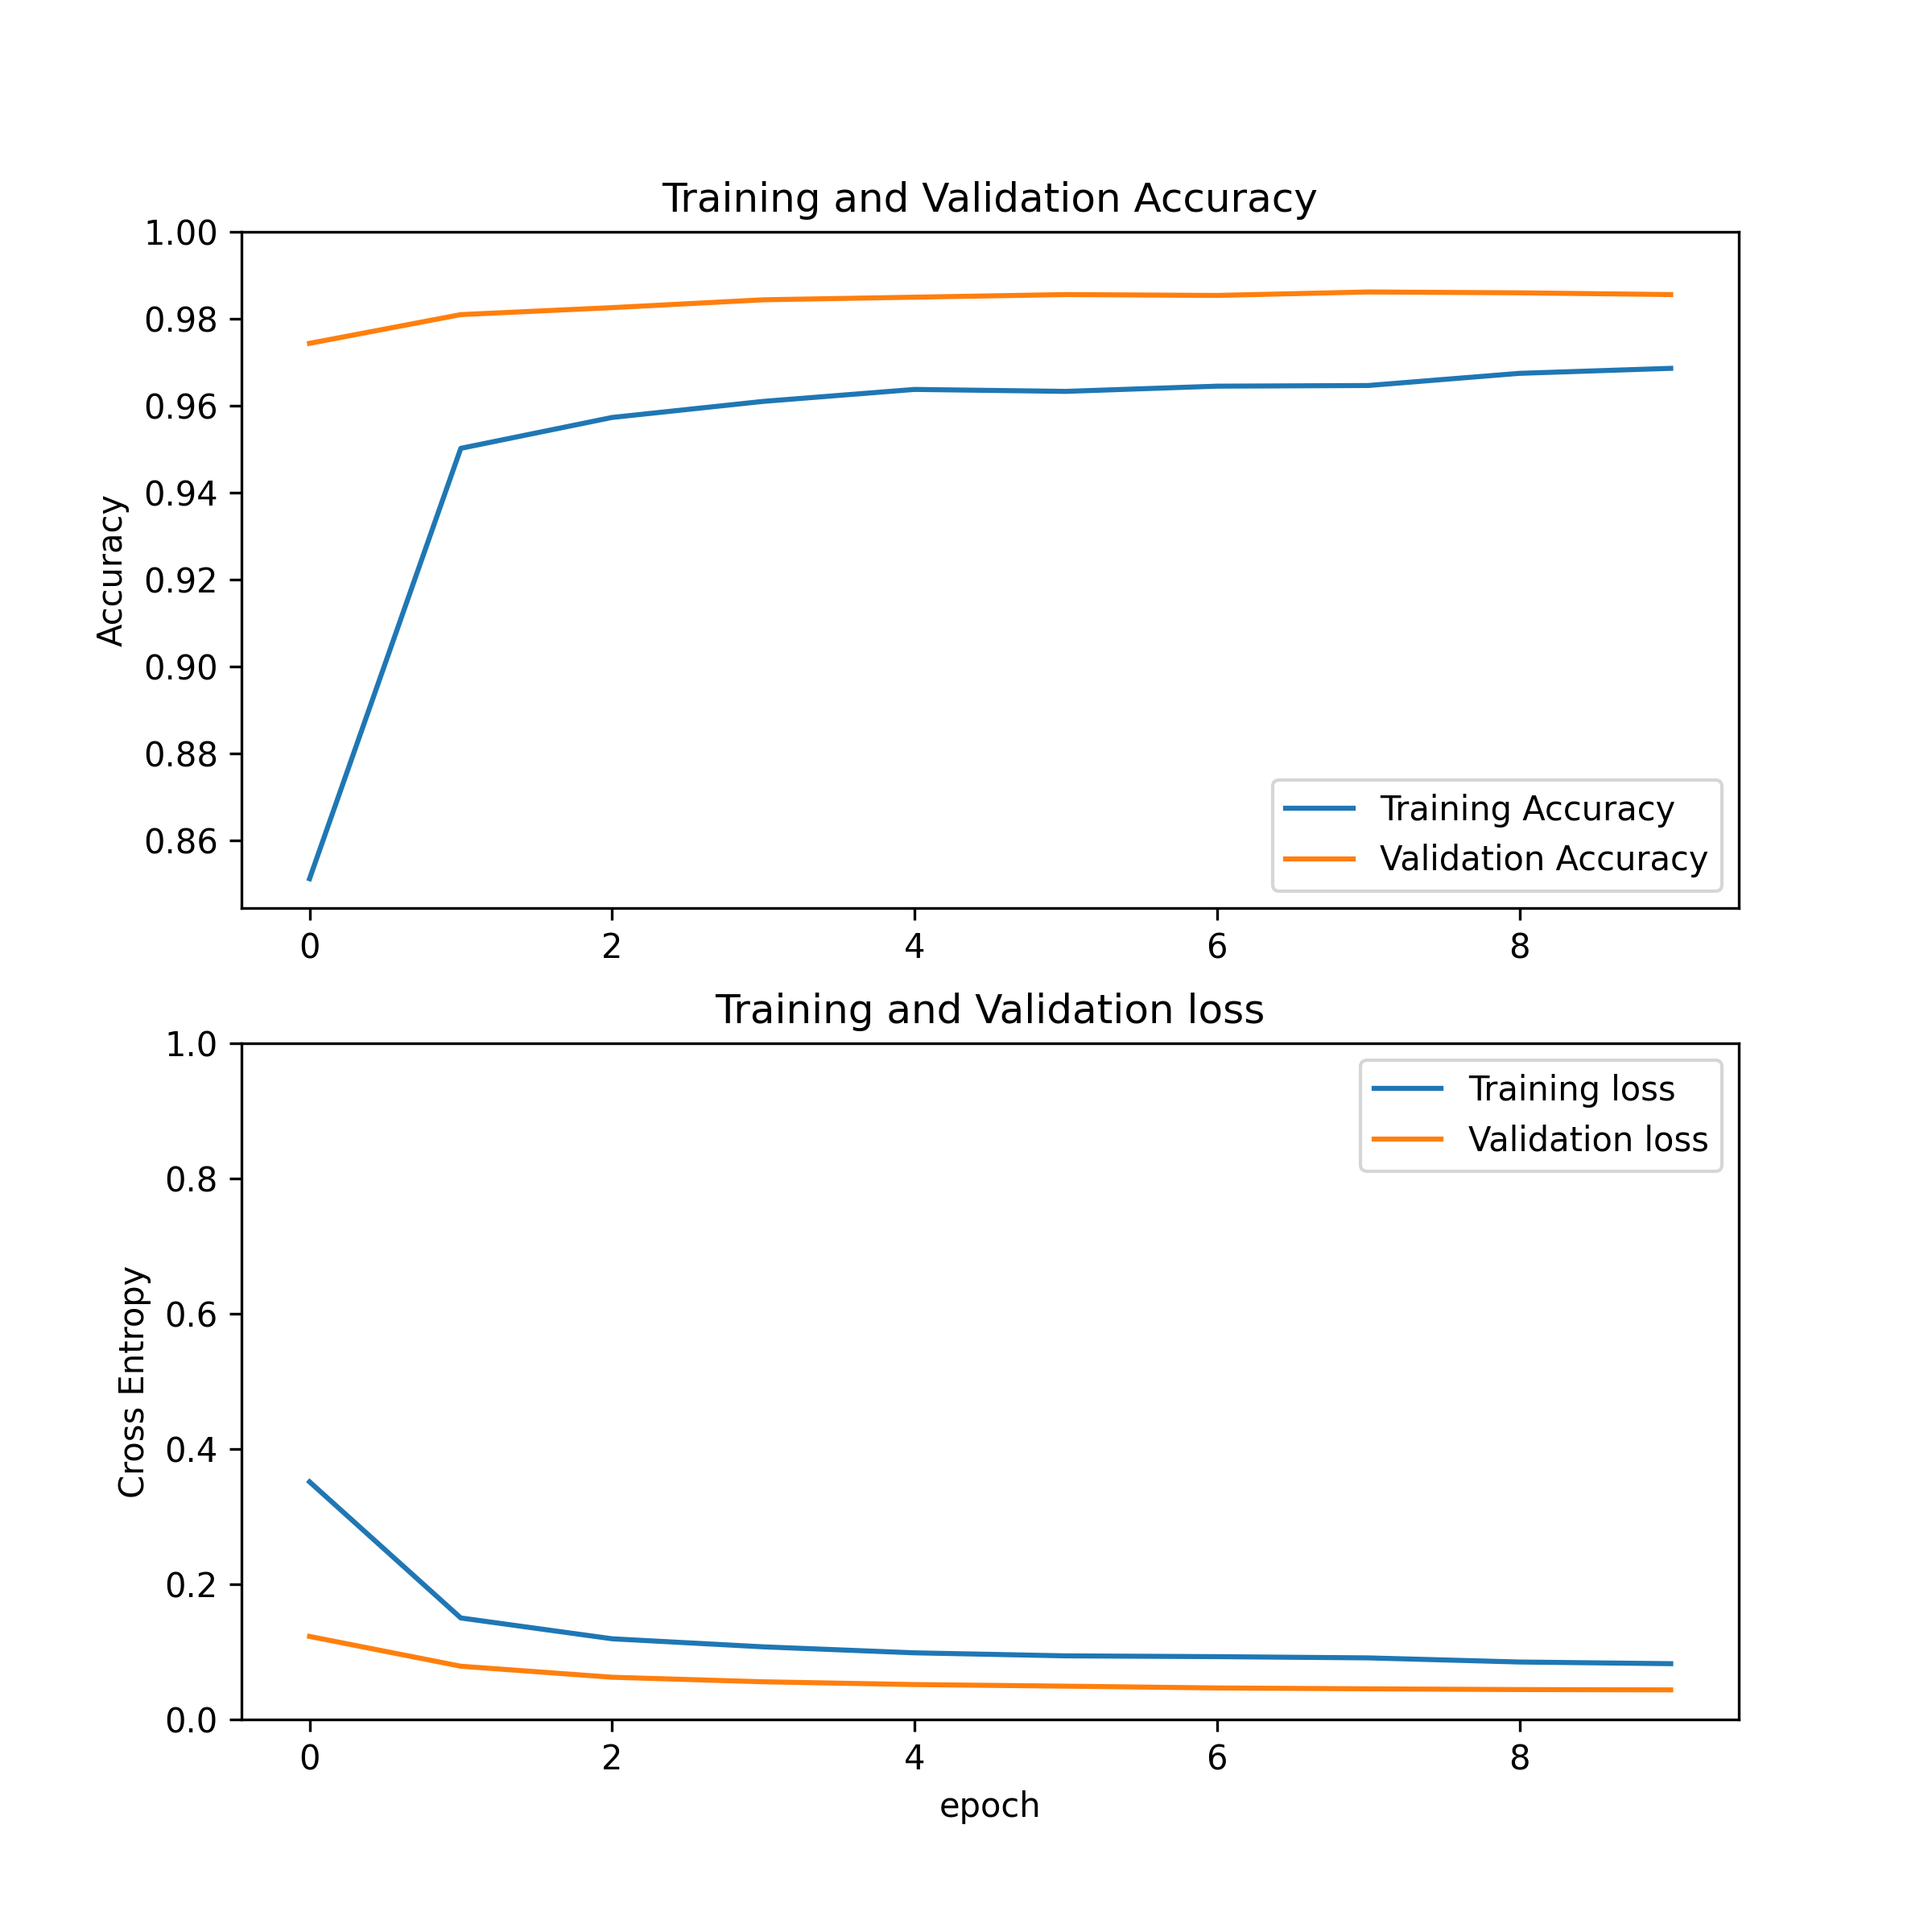 Training and Validation Accuracy
1.00
0.98
0.96
0.94
0.92
0.90
0.88
0.86
Accuracy
Training Accuracy
Validation Accuracy
0 2 4 6 8
Training and Validation loss
1.0
0.8
0.6
0.4
0.2
0.0
Cross Entropy
Training loss
Validation loss
0 2 4 6 8
epoch